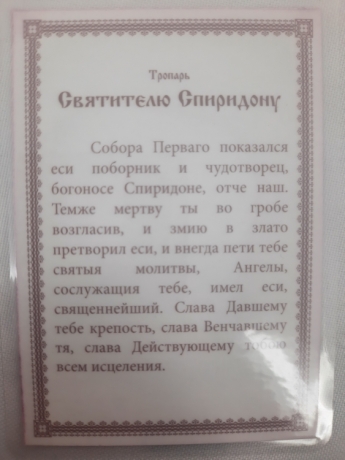 Тропарь
Святителю Спиридону
Собора Перваго показался
еси поборник и чудотворец,
богоносе Спиридоне, отче наш.
Темже мертву ты во гробе
возгласив, и змию в злато
претворил еси, и внегда пети тебе
святыя молитвы, Ангелы,
сослужащия тебе, имел еси,
священнейший. Слава Давшему
тебе крепость, слава Венчавшему
тя, слава Действующему тобою
всем исцеления.